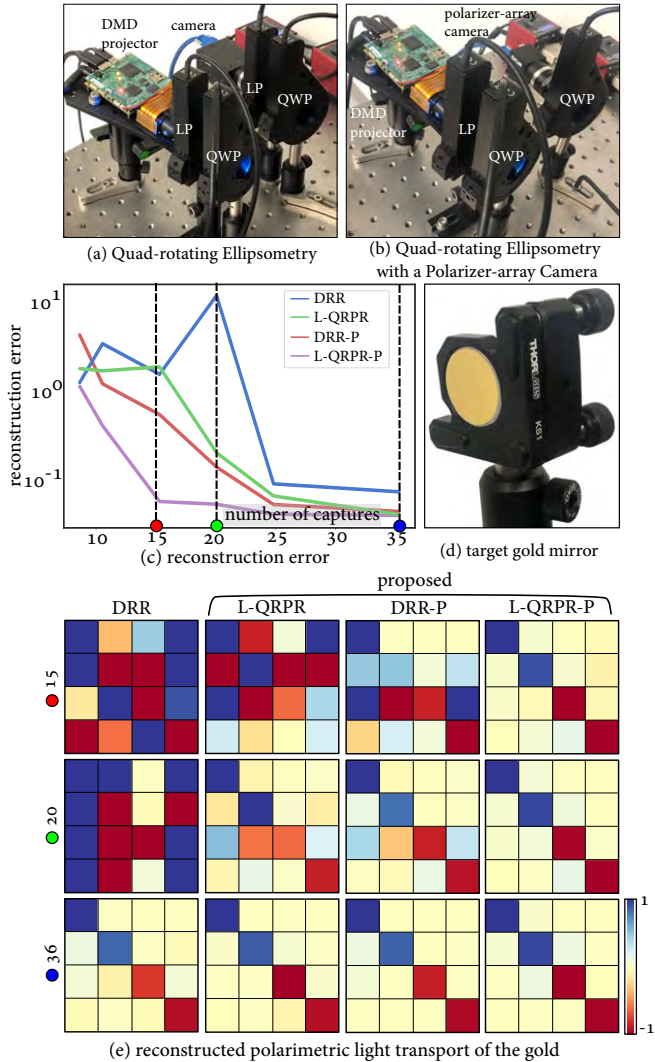 DMD
projector
camera
LP
LP
QWP
QWP
polarizer-array
camera
DMD
projector
LP
QWP
QWP
(a) Quad-rotating Ellipsometry
(b) Quad-rotating Ellipsometry
with a Polarizer-array Camera
reconstruction error
10¹
10⁰
10⁻¹
DRR
L-QRPR
DRR-P
L-QRPR-P
number of captures
10
15
20
25
25
35
(c) reconstruction error
THORLABS
KS1
(d) target gold mirror
proposed
DRR
L-QRPR
DRR-P
L-QRPR-P
15
20
36
1
-1
(e) reconstructed polarimetric light transport of the gold